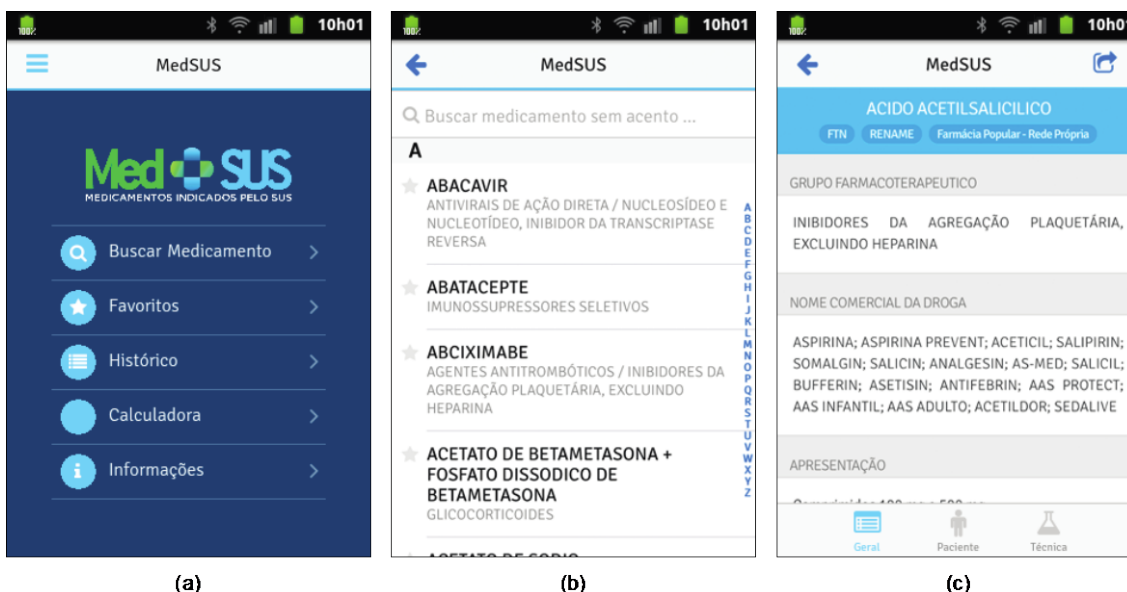 100%
10h01
MedSUS
Med SUS
MEDICAMENTOS INDICADOS PELO SUS
Buscar Medicamento
Favoritos
Histórico
Calculadora
Informações
(a)
100%
10h01
MedSUS
Buscar medicamento sem acento ...
A
ABACAVIR
ANTIVIRAIS DE AÇÃO DIRETA / NUCLEOSÍDEO E
NUCLEOTÍDEO, INIBIDOR DA TRANSCRIPTASE
REVERSA
ABATACEPTE
IMUNOSSUPRESSORES SELETIVOS
ABCIXIMABE
AGENTES ANTITROMBÓTICOS / INIBIDORES DA
AGREGAÇÃO PLAQUETÁRIA, EXCLUINDO
HEPARINA
ACETATO DE BETAMETASONA +
FOSFATO DISSODICO DE
BETAMETASONA
GLICOCORTICOIDES
A
B
C
D
E
F
G
H
I
J
K
L
M
N
O
P
Q
R
S
T
U
V
W
X
Y
Z
(b)
100%
10h01
MedSUS
ACIDO ACETILSALICILICO
FTN RENAME Farmácia Popular - Rede Própria
GRUPO FARMACOTERAPEUTICO
INIBIDORES DA AGREGAÇÃO PLAQUETÁRIA,
EXCLUINDO HEPARINA
NOME COMERCIAL DA DROGA
ASPIRINA; ASPIRINA PREVENT; ACETICIL; SALIPIRIN;
SOMALGIN; SALICIN; ANALGESIN; AS-MED; SALICIL;
BUFFERIN; ASETISIN; ANTIFEBRIN; AAS PROTECT;
AAS INFANTIL; AAS ADULTO; ACETILDOR; SEDALIVE
APRESENTAÇÃO
Geral Paciente Técnica
(c)